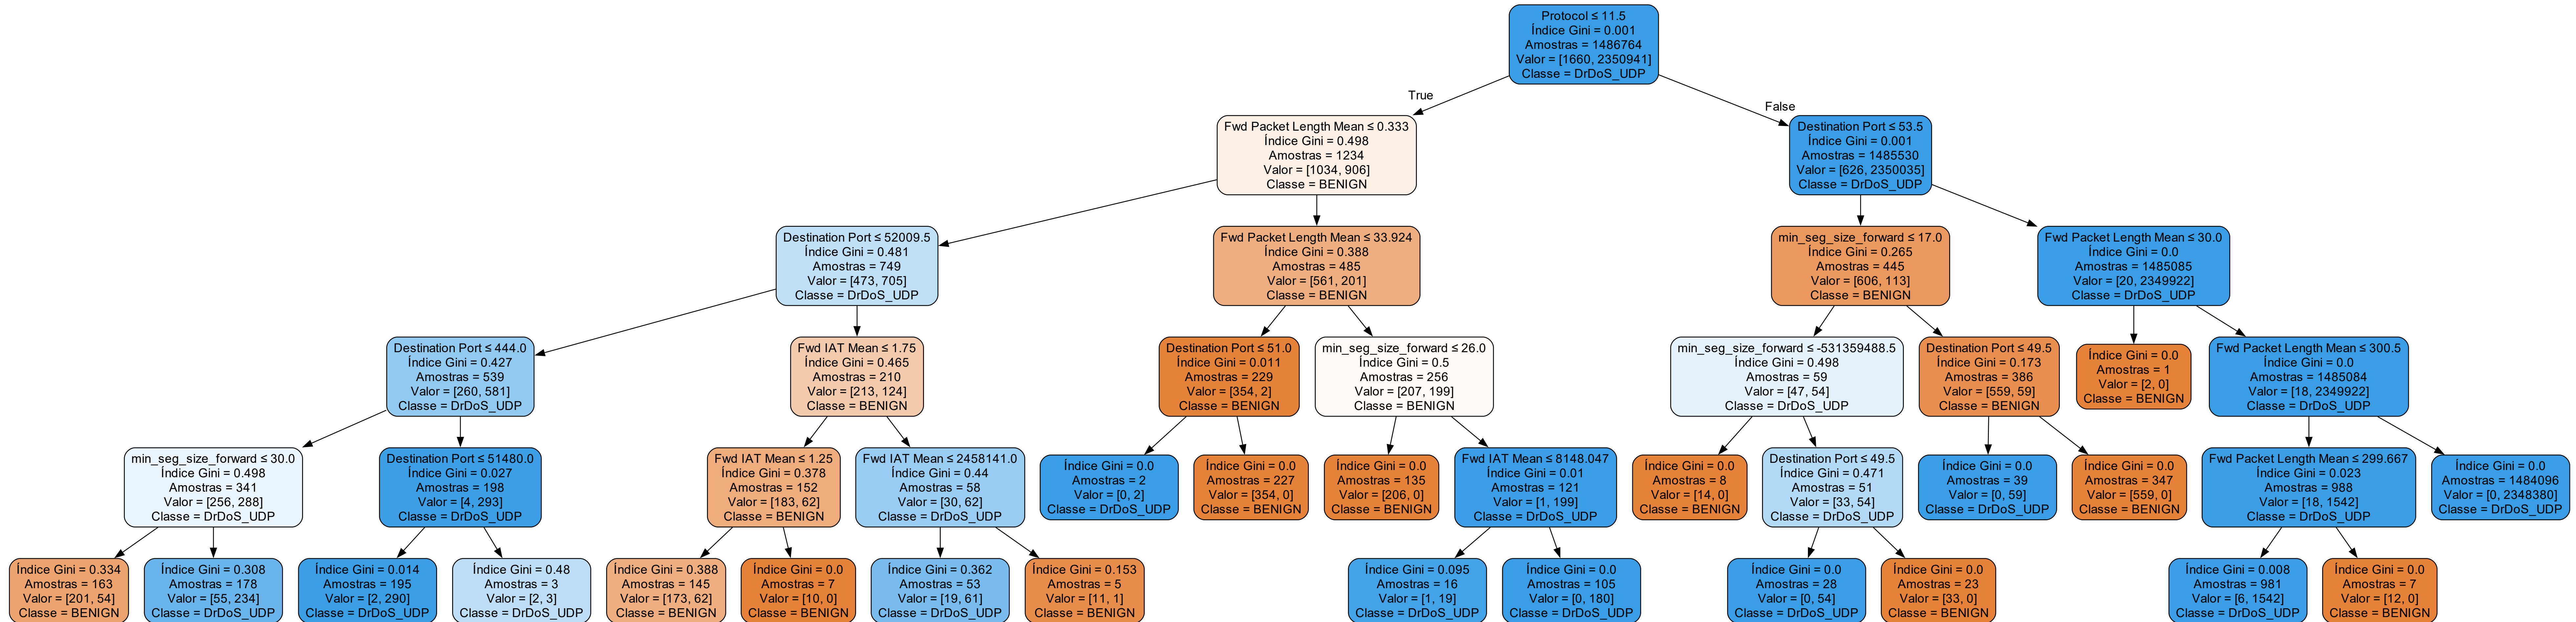 Protocol ≤ 11.5
Índice Gini = 0.001
Amostras = 1486764
Valor = [1660, 2350941]
Classe = DrDoS_UDP
True
False
Fwd Packet Length Mean ≤ 0.333
Índice Gini = 0.498
Amostras = 1234
Valor = [1034, 906]
Classe = BENIGN
Destination Port ≤ 53.5
Índice Gini = 0.001
Amostras = 1485530
Valor = [626, 2350035]
Classe = DrDoS_UDP
Destination Port ≤ 52009.5
Índice Gini = 0.481
Amostras = 749
Valor = [473, 705]
Classe = DrDoS_UDP
Fwd Packet Length Mean ≤ 33.924
Índice Gini = 0.388
Amostras = 485
Valor = [561, 201]
Classe = BENIGN
min_seg_size_forward ≤ 17.0
Índice Gini = 0.265
Amostras = 445
Valor = [606, 113]
Classe = BENIGN
Fwd Packet Length Mean ≤ 30.0
Índice Gini = 0.0
Amostras = 1485085
Valor = [20, 2349922]
Classe = DrDoS_UDP
Destination Port ≤ 444.0
Índice Gini = 0.427
Amostras = 539
Valor = [260, 581]
Classe = DrDoS_UDP
Fwd IAT Mean ≤ 1.75
Índice Gini = 0.465
Amostras = 210
Valor = [213, 124]
Classe = BENIGN
Destination Port ≤ 51.0
Índice Gini = 0.011
Amostras = 229
Valor = [354, 2]
Classe = BENIGN
min_seg_size_forward ≤ 26.0
Índice Gini = 0.5
Amostras = 256
Valor = [207, 199]
Classe = BENIGN
min_seg_size_forward ≤ -531359488.5
Índice Gini = 0.498
Amostras = 59
Valor = [47, 54]
Classe = DrDoS_UDP
Destination Port ≤ 49.5
Índice Gini = 0.173
Amostras = 386
Valor = [559, 59]
Classe = BENIGN
Índice Gini = 0.0
Amostras = 1
Valor = [2, 0]
Classe = BENIGN
Fwd Packet Length Mean ≤ 300.5
Índice Gini = 0.0
Amostras = 1485084
Valor = [18, 2349922]
Classe = DrDoS_UDP
min_seg_size_forward ≤ 30.0
Índice Gini = 0.498
Amostras = 341
Valor = [256, 288]
Classe = DrDoS_UDP
Destination Port ≤ 51480.0
Índice Gini = 0.027
Amostras = 198
Valor = [4, 293]
Classe = DrDoS_UDP
Fwd IAT Mean ≤ 1.25
Índice Gini = 0.378
Amostras = 152
Valor = [183, 62]
Classe = BENIGN
Fwd IAT Mean ≤ 2458141.0
Índice Gini = 0.44
Amostras = 58
Valor = [30, 62]
Classe = DrDoS_UDP
Índice Gini = 0.0
Amostras = 2
Valor = [0, 2]
Classe = DrDoS_UDP
Índice Gini = 0.0
Amostras = 227
Valor = [354, 0]
Classe = BENIGN
Índice Gini = 0.0
Amostras = 135
Valor = [206, 0]
Classe = BENIGN
Fwd IAT Mean ≤ 8148.047
Índice Gini = 0.01
Amostras = 121
Valor = [1, 199]
Classe = DrDoS_UDP
Índice Gini = 0.0
Amostras = 8
Valor = [14, 0]
Classe = BENIGN
Destination Port ≤ 49.5
Índice Gini = 0.471
Amostras = 51
Valor = [33, 54]
Classe = DrDoS_UDP
Índice Gini = 0.0
Amostras = 39
Valor = [0, 59]
Classe = DrDoS_UDP
Índice Gini = 0.0
Amostras = 347
Valor = [559, 0]
Classe = BENIGN
Fwd Packet Length Mean ≤ 299.667
Índice Gini = 0.023
Amostras = 988
Valor = [18, 1542]
Classe = DrDoS_UDP
Índice Gini = 0.0
Amostras = 1484096
Valor = [0, 2348380]
Classe = DrDoS_UDP
Índice Gini = 0.334
Amostras = 163
Valor = [201, 54]
Classe = BENIGN
Índice Gini = 0.308
Amostras = 178
Valor = [55, 234]
Classe = DrDoS_UDP
Índice Gini = 0.014
Amostras = 195
Valor = [2, 290]
Classe = DrDoS_UDP
Índice Gini = 0.48
Amostras = 3
Valor = [2, 3]
Classe = DrDoS_UDP
Índice Gini = 0.388
Amostras = 145
Valor = [173, 62]
Classe = BENIGN
Índice Gini = 0.0
Amostras = 7
Valor = [10, 0]
Classe = BENIGN
Índice Gini = 0.362
Amostras = 53
Valor = [19, 61]
Classe = DrDoS_UDP
Índice Gini = 0.153
Amostras = 5
Valor = [11, 1]
Classe = BENIGN
Índice Gini = 0.095
Amostras = 16
Valor = [1, 19]
Classe = DrDoS_UDP
Índice Gini = 0.0
Amostras = 105
Valor = [0, 180]
Classe = DrDoS_UDP
Índice Gini = 0.0
Amostras = 28
Valor = [0, 54]
Classe = DrDoS_UDP
Índice Gini = 0.0
Amostras = 23
Valor = [33, 0]
Classe = BENIGN
Índice Gini = 0.008
Amostras = 981
Valor = [6, 1542]
Classe = DrDoS_UDP
Índice Gini = 0.0
Amostras = 7
Valor = [12, 0]
Classe = BENIGN